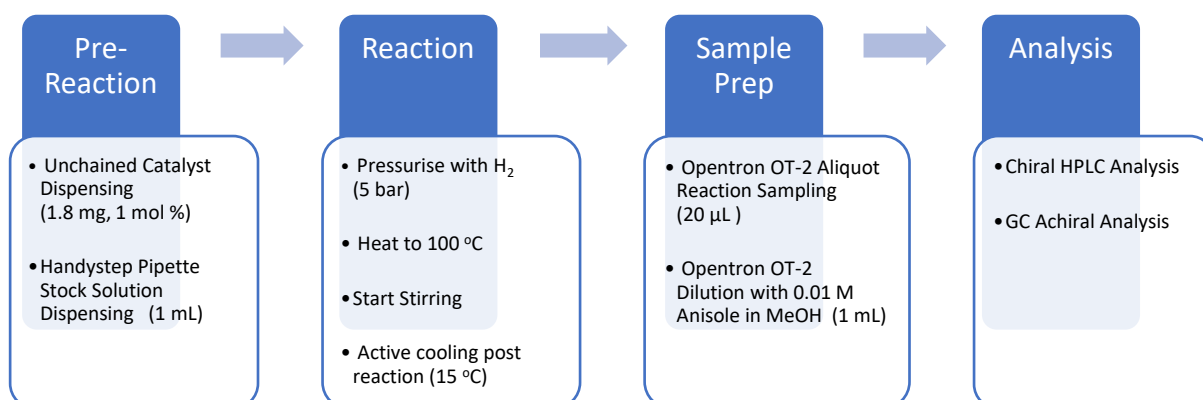 Pre-
Reaction
• Unchained Catalyst
Dispensing
(1.8 mg, 1 mol %)
•Handystep Pipette
Stock Solution
Dispensing (1 mL)
Reaction
• Pressurise with H₂
(5 bar)
• Heat to 100 ᵒC
•Start Stirring
• Active cooling post
reaction (15 ᵒC)
Sample
Prep
• Opentron OT-2 Aliquot
Reaction Sampling
(20 µL )
• Opentron OT-2
Dilution with 0.01 M
Anisole in MeOH (1 mL)
Analysis
•Chiral HPLC Analysis
•GC Achiral Analysis